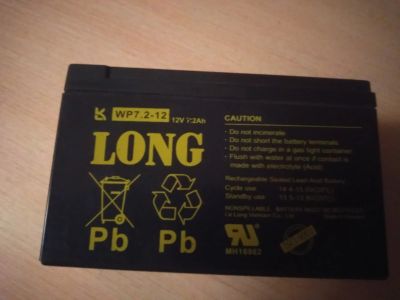 WP7.2-12
12V 7.2Ah
LONG
Pb
Pb
CAUTION
• Do not incinerate
• Do not short the battery terminals.
• Do not charge in a gas tight container.
• Flush with water at once if contact is
made with electrolyte (Acid)
Rechargeable Sealed Lead-Acid Battery
Cycle use
Standby use
NONSPILLABLE
MH16982